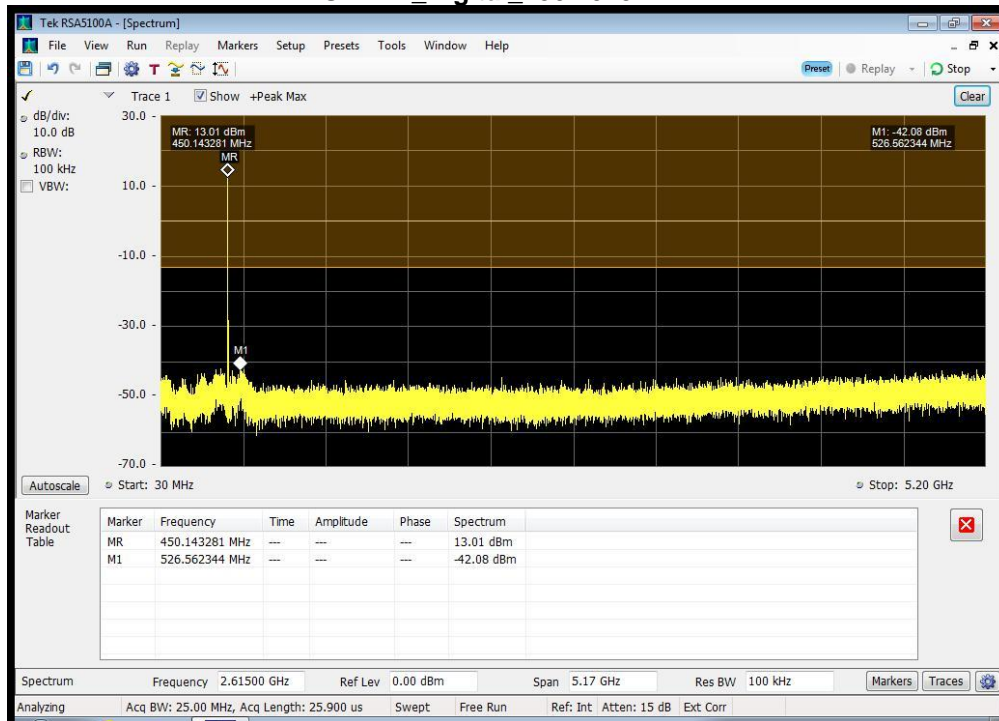 Tek RSA5100A - [Spectrum]
File View Run Replay Markers Setup Presets Tools Window Help
T Preset Replay Stop
Trace 1 Show +Peak Max Clear
dB/div:
10.0 dB
RBW:
100 kHz
VBW:
30.0 -
10.0 -
-10.0 -
-30.0 -
-50.0 -
-70.0 -
MR: 13.01 dBm
450.143281 MHz
MR
M1: -42.08 dBm
526.562344 MHz
M1
Autoscale Start: 30 MHz Stop: 5.20 GHz
Marker
Readout
Table
Marker Frequency Time Amplitude Phase Spectrum
MR 450.143281 MHz --- --- --- 13.01 dBm
M1 526.562344 MHz --- --- --- -42.08 dBm
Spectrum Frequency 2.61500 GHz Ref Lev 0.00 dBm Span 5.17 GHz Res BW 100 kHz Markers Traces
Analyzing Acq BW: 25.00 MHz, Acq Length: 25.900 us Swept Free Run Ref: Int Atten: 15 dB Ext Corr